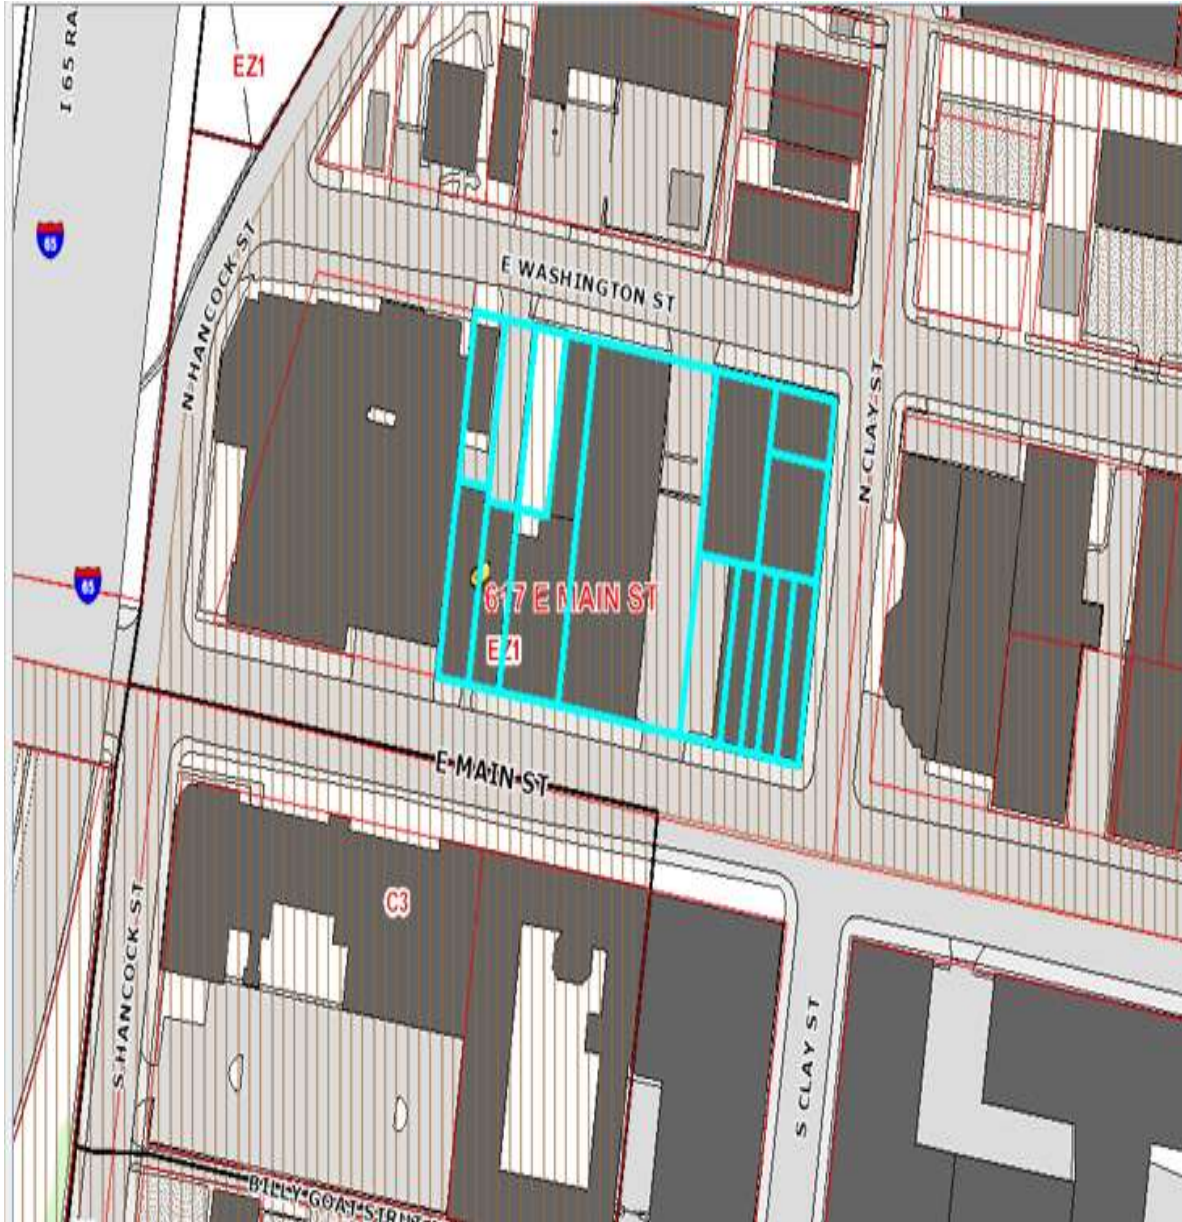 I 65 RA
EZ1
65
N HANCOCK ST
E WASHINGTON ST
N CLAY ST
65
617 E MAIN ST
EZ1
E MAIN ST
C3
S HANCOCK ST
S CLAY ST
BILLY GOAT